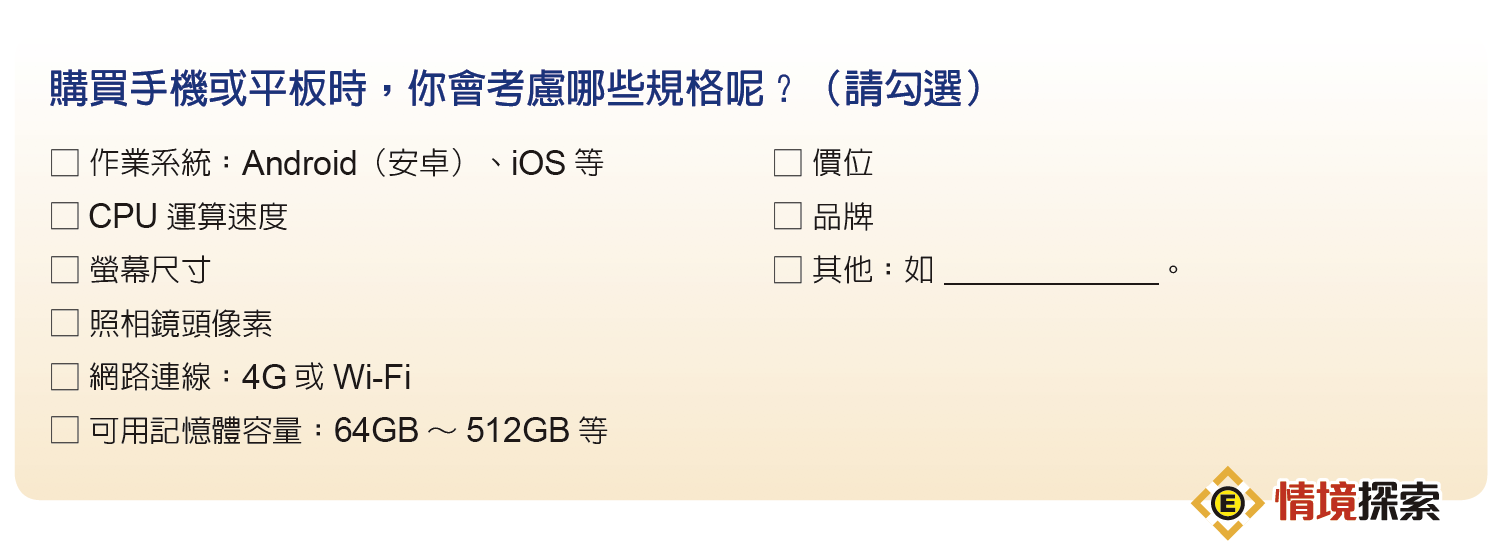 購買手機或平板時，你會考慮哪些規格呢？（請勾選）
□ 作業系統：Android（安卓）、iOS 等
□ CPU 運算速度
□ 螢幕尺寸
□ 照相鏡頭像素
□ 網路連線：4G 或 Wi-Fi
□ 可用記憶體容量：64GB～512GB 等
□ 價位
□ 品牌
□ 其他：如 ____________。
E 情境探索